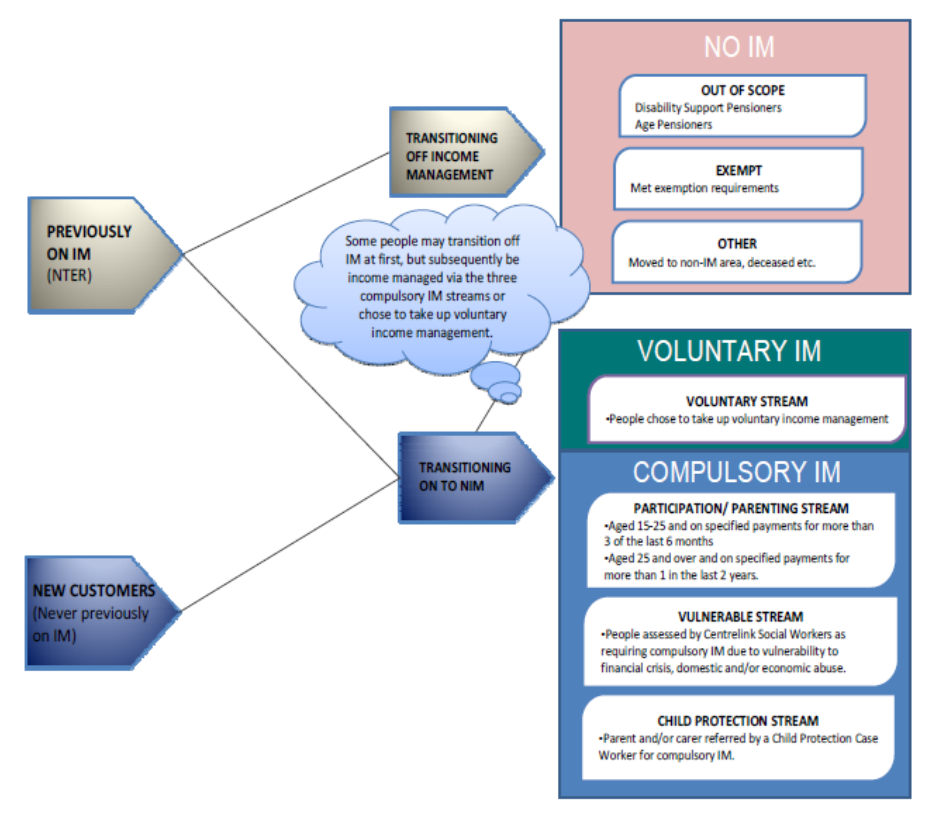 NO IM
OUT OF SCOPE
Disability Support Pensioners
Age Pensioners
EXEMPT
Met exemption requirements
OTHER
Moved to non-IM area, deceased etc.
TRANSITIONING
OFF INCOME
MANAGEMENT
PREVIOUSLY
ON IM
(NTER)
Some people may transition off
IM at first, but subsequently be
income managed via the three
compulsory IM streams or
chose to take up voluntary
income management.
VOLUNTARY IM
VOLUNTARY STREAM
•People chose to take up voluntary income management
TRANSITIONING
ON TO NIM
COMPULSORY IM
PARTICIPATION/ PARENTING STREAM
•Aged 15-25 and on specified payments for more than
3 of the last 6 months
•Aged 25 and over and on specified payments for
more than 1 in the last 2 years.
NEW CUSTOMERS
(Never previously
on IM)
VULNERABLE STREAM
•People assessed by Centrelink Social Workers as
requiring compulsory IM due to vulnerability to
financial crisis, domestic and/or economic abuse.
CHILD PROTECTION STREAM
•Parent and/or carer referred by a Child Protection Case
Worker for compulsory IM.